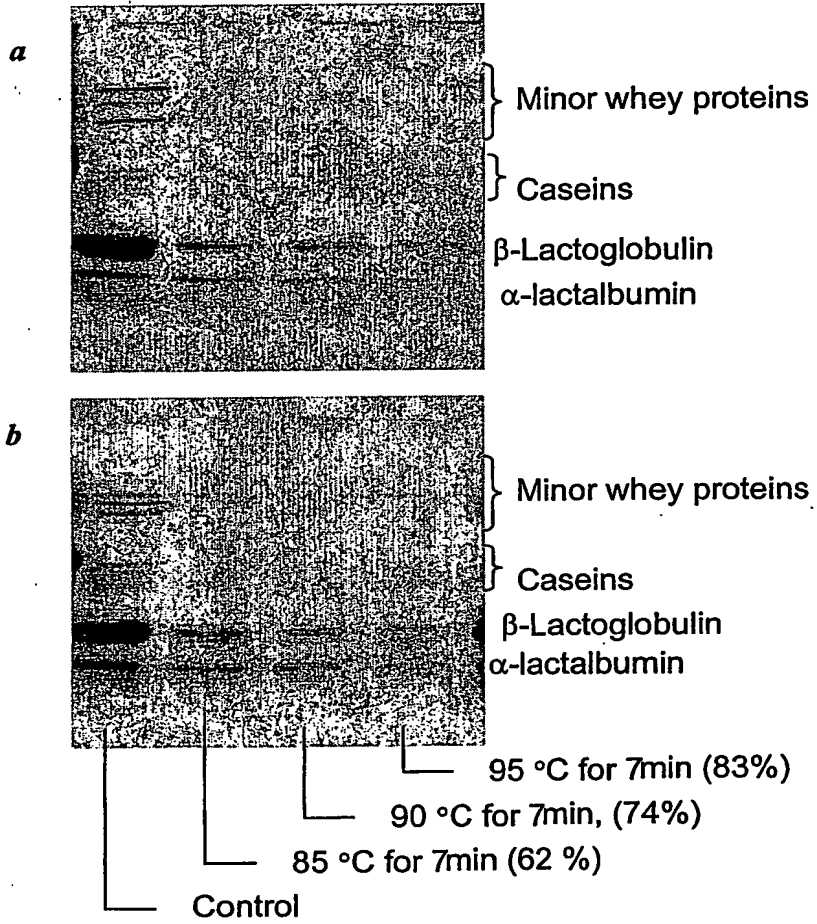 a
Minor whey proteins
Caseins
β-Lactoglobulin
α-lactalbumin
b
Minor whey proteins
Caseins
β-Lactoglobulin
α-lactalbumin
95 °C for 7min (83%)
90 °C for 7min, (74%)
85 °C for 7min (62 %)
Control